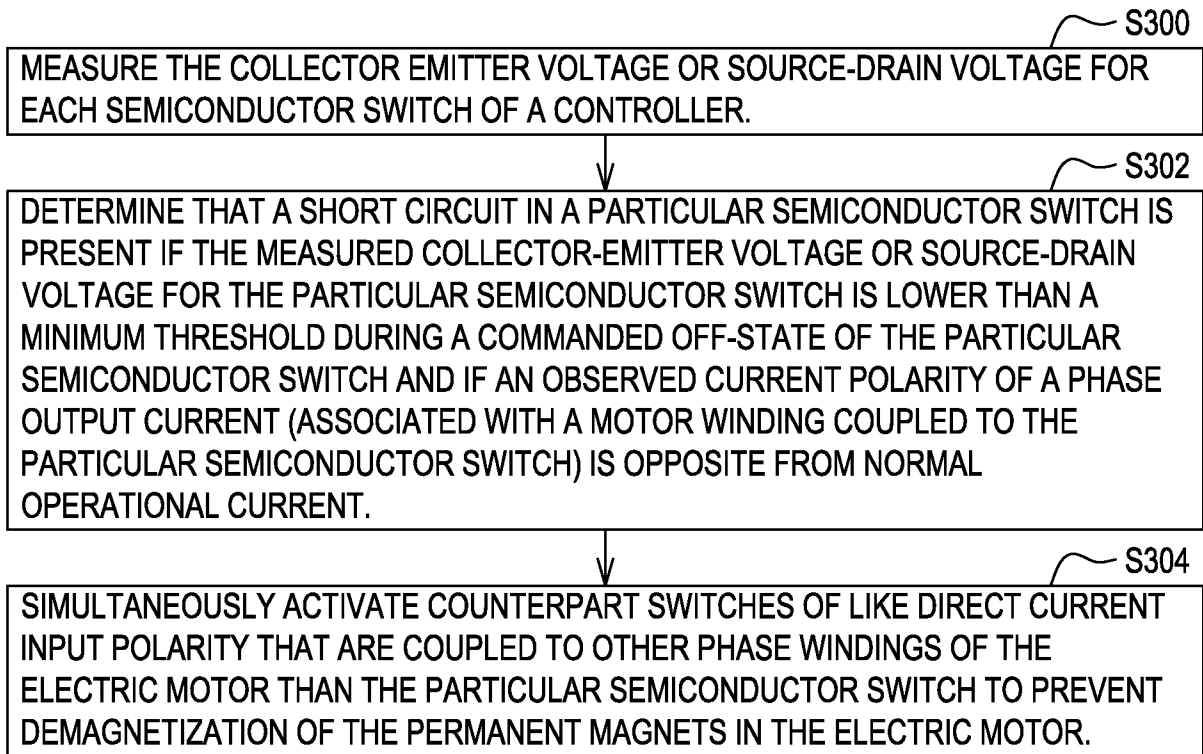 S300
MEASURE THE COLLECTOR EMITTER VOLTAGE OR SOURCE-DRAIN VOLTAGE FOR
EACH SEMICONDUCTOR SWITCH OF A CONTROLLER.
S302
DETERMINE THAT A SHORT CIRCUIT IN A PARTICULAR SEMICONDUCTOR SWITCH IS
PRESENT IF THE MEASURED COLLECTOR-EMITTER VOLTAGE OR SOURCE-DRAIN
VOLTAGE FOR THE PARTICULAR SEMICONDUCTOR SWITCH IS LOWER THAN A
MINIMUM THRESHOLD DURING A COMMANDED OFF-STATE OF THE PARTICULAR
SEMICONDUCTOR SWITCH AND IF AN OBSERVED CURRENT POLARITY OF A PHASE
OUTPUT CURRENT (ASSOCIATED WITH A MOTOR WINDING COUPLED TO THE
PARTICULAR SEMICONDUCTOR SWITCH) IS OPPOSITE FROM NORMAL
OPERATIONAL CURRENT.
S304
SIMULTANEOUSLY ACTIVATE COUNTERPART SWITCHES OF LIKE DIRECT CURRENT
INPUT POLARITY THAT ARE COUPLED TO OTHER PHASE WINDINGS OF THE
ELECTRIC MOTOR THAN THE PARTICULAR SEMICONDUCTOR SWITCH TO PREVENT
DEMAGNETIZATION OF THE PERMANENT MAGNETS IN THE ELECTRIC MOTOR.